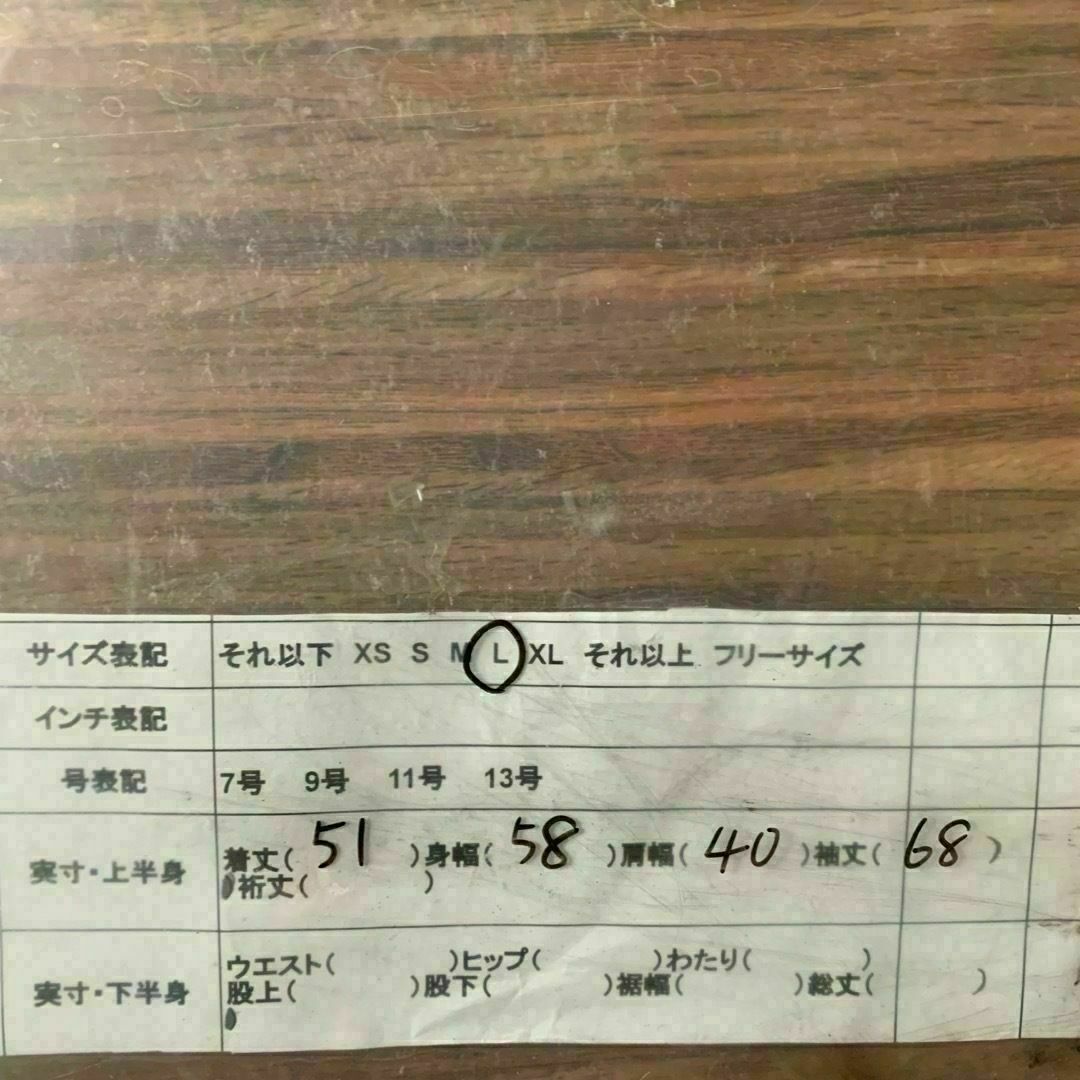 サイズ表記 それ以下 XS S M L XL それ以上 フリーサイズ
インチ表記
号表記 7号 9号 11号 13号
実寸・上半身 着丈( 51 )身幅( 58 )肩幅( 40 )袖丈( 68 )
裄丈( )
実寸・下半身 ウエスト( )ヒップ( )わたり( )
股上( )股下( )裾幅( )総丈( )